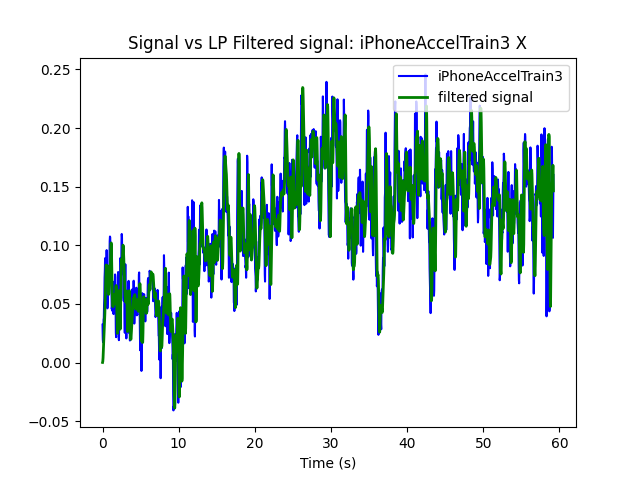 Signal vs LP Filtered signal: iPhoneAccelTrain3 X
iPhoneAccelTrain3
filtered signal
0.25
0.20
0.15
0.10
0.05
0.00
−0.05
0 10 20 30 40 50 60
Time (s)